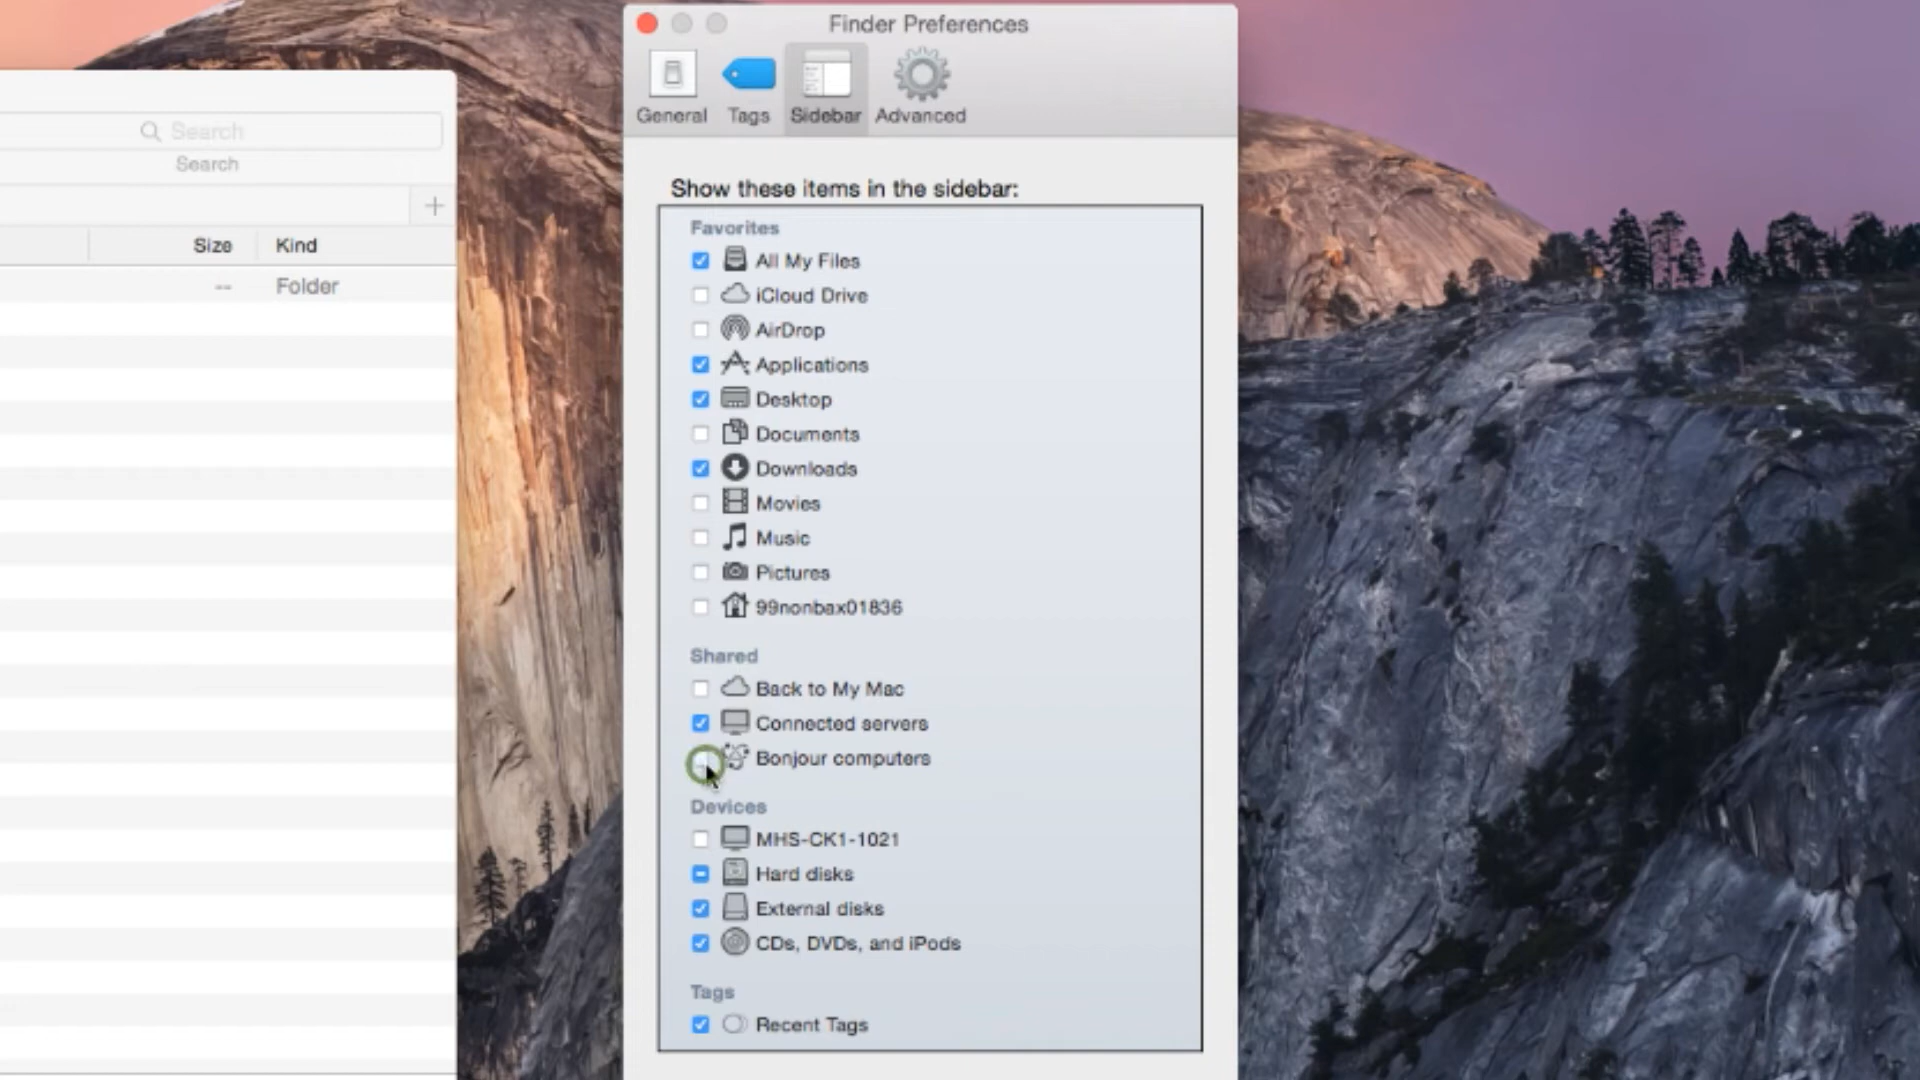 Finder Preferences
General Tags Sidebar Advanced
Search
Search
Size Kind
-- Folder
Show these items in the sidebar:
Favorites
All My Files
iCloud Drive
AirDrop
Applications
Desktop
Documents
Downloads
Movies
Music
Pictures
99nonbax01836
Shared
Back to My Mac
Connected servers
Bonjour computers
Devices
MHS-CK1-1021
Hard disks
External disks
CDs, DVDs, and iPods
Tags
Recent Tags